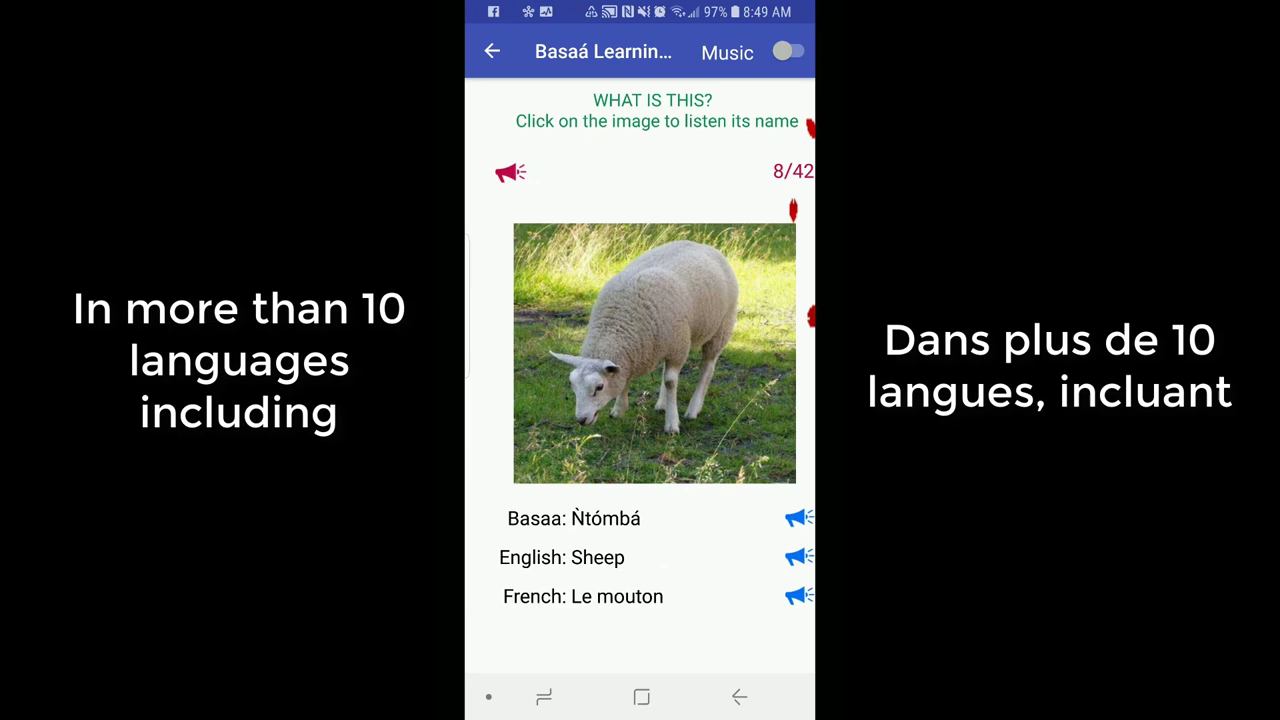 97% 8:49 AM
Basaá Learnin...
Music
WHAT IS THIS?
Click on the image to listen its name
8/42
In more than 10
languages
including
Dans plus de 10
langues, incluant
Basaa: Ǹtómbá
English: Sheep
French: Le mouton